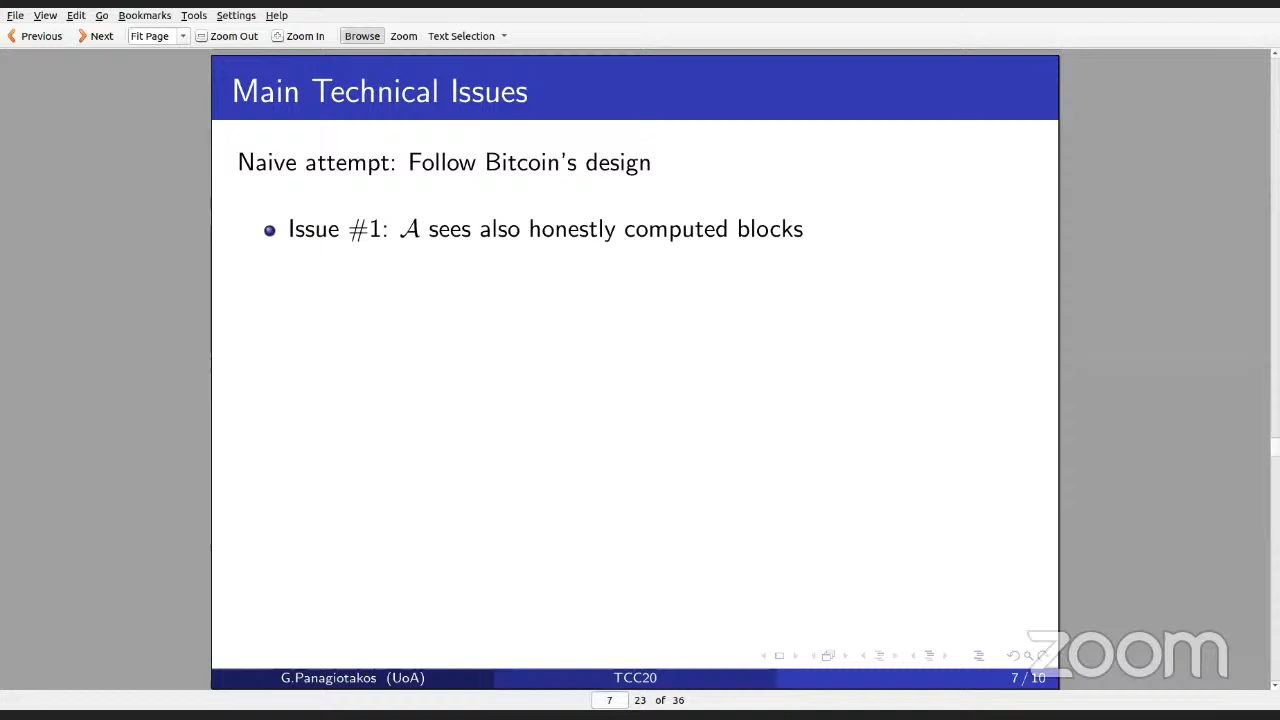 File View Edit Go Bookmarks Tools Settings Help
Previous Next Fit Page Zoom Out Zoom In Browse Zoom Text Selection
Main Technical Issues
Naive attempt: Follow Bitcoin's design
Issue #1: 𝒜 sees also honestly computed blocks
zoom
G.Panagiotakos (UoA) TCC20 7 / 10
7 23 of 36